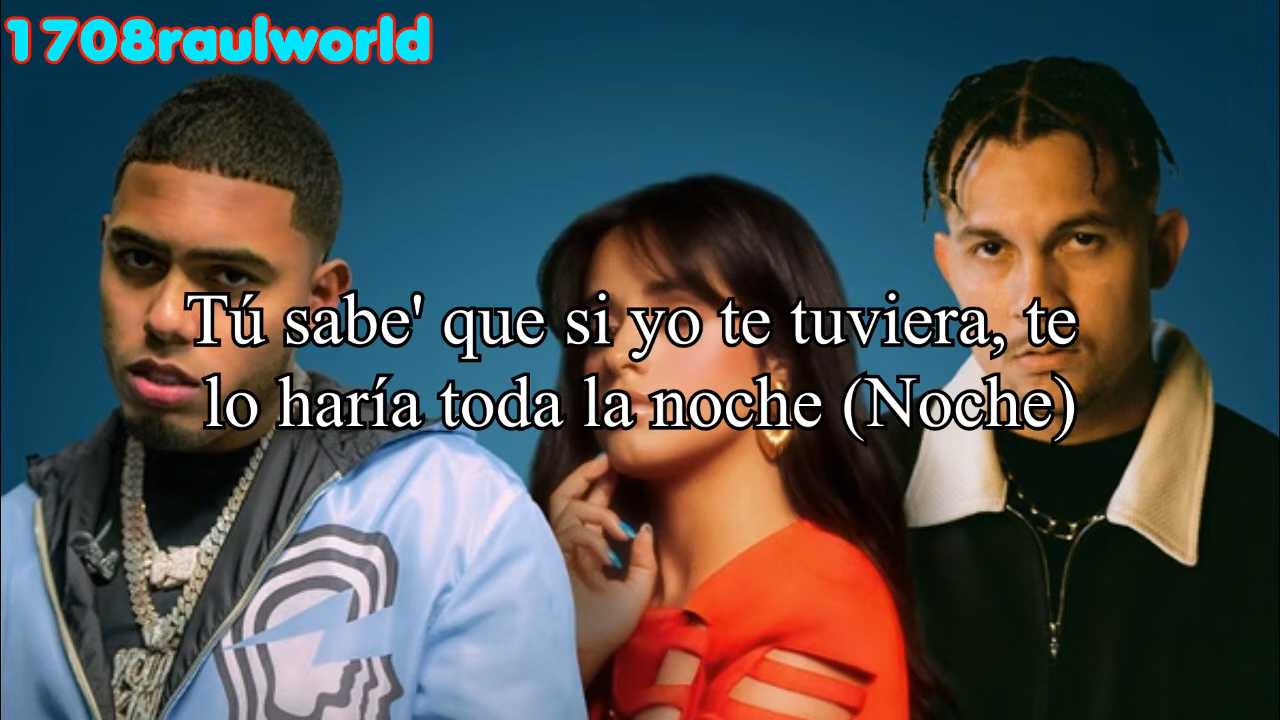 1708raulworld
Tú sabe' que si yo te tuviera, te
lo haría toda la noche (Noche)